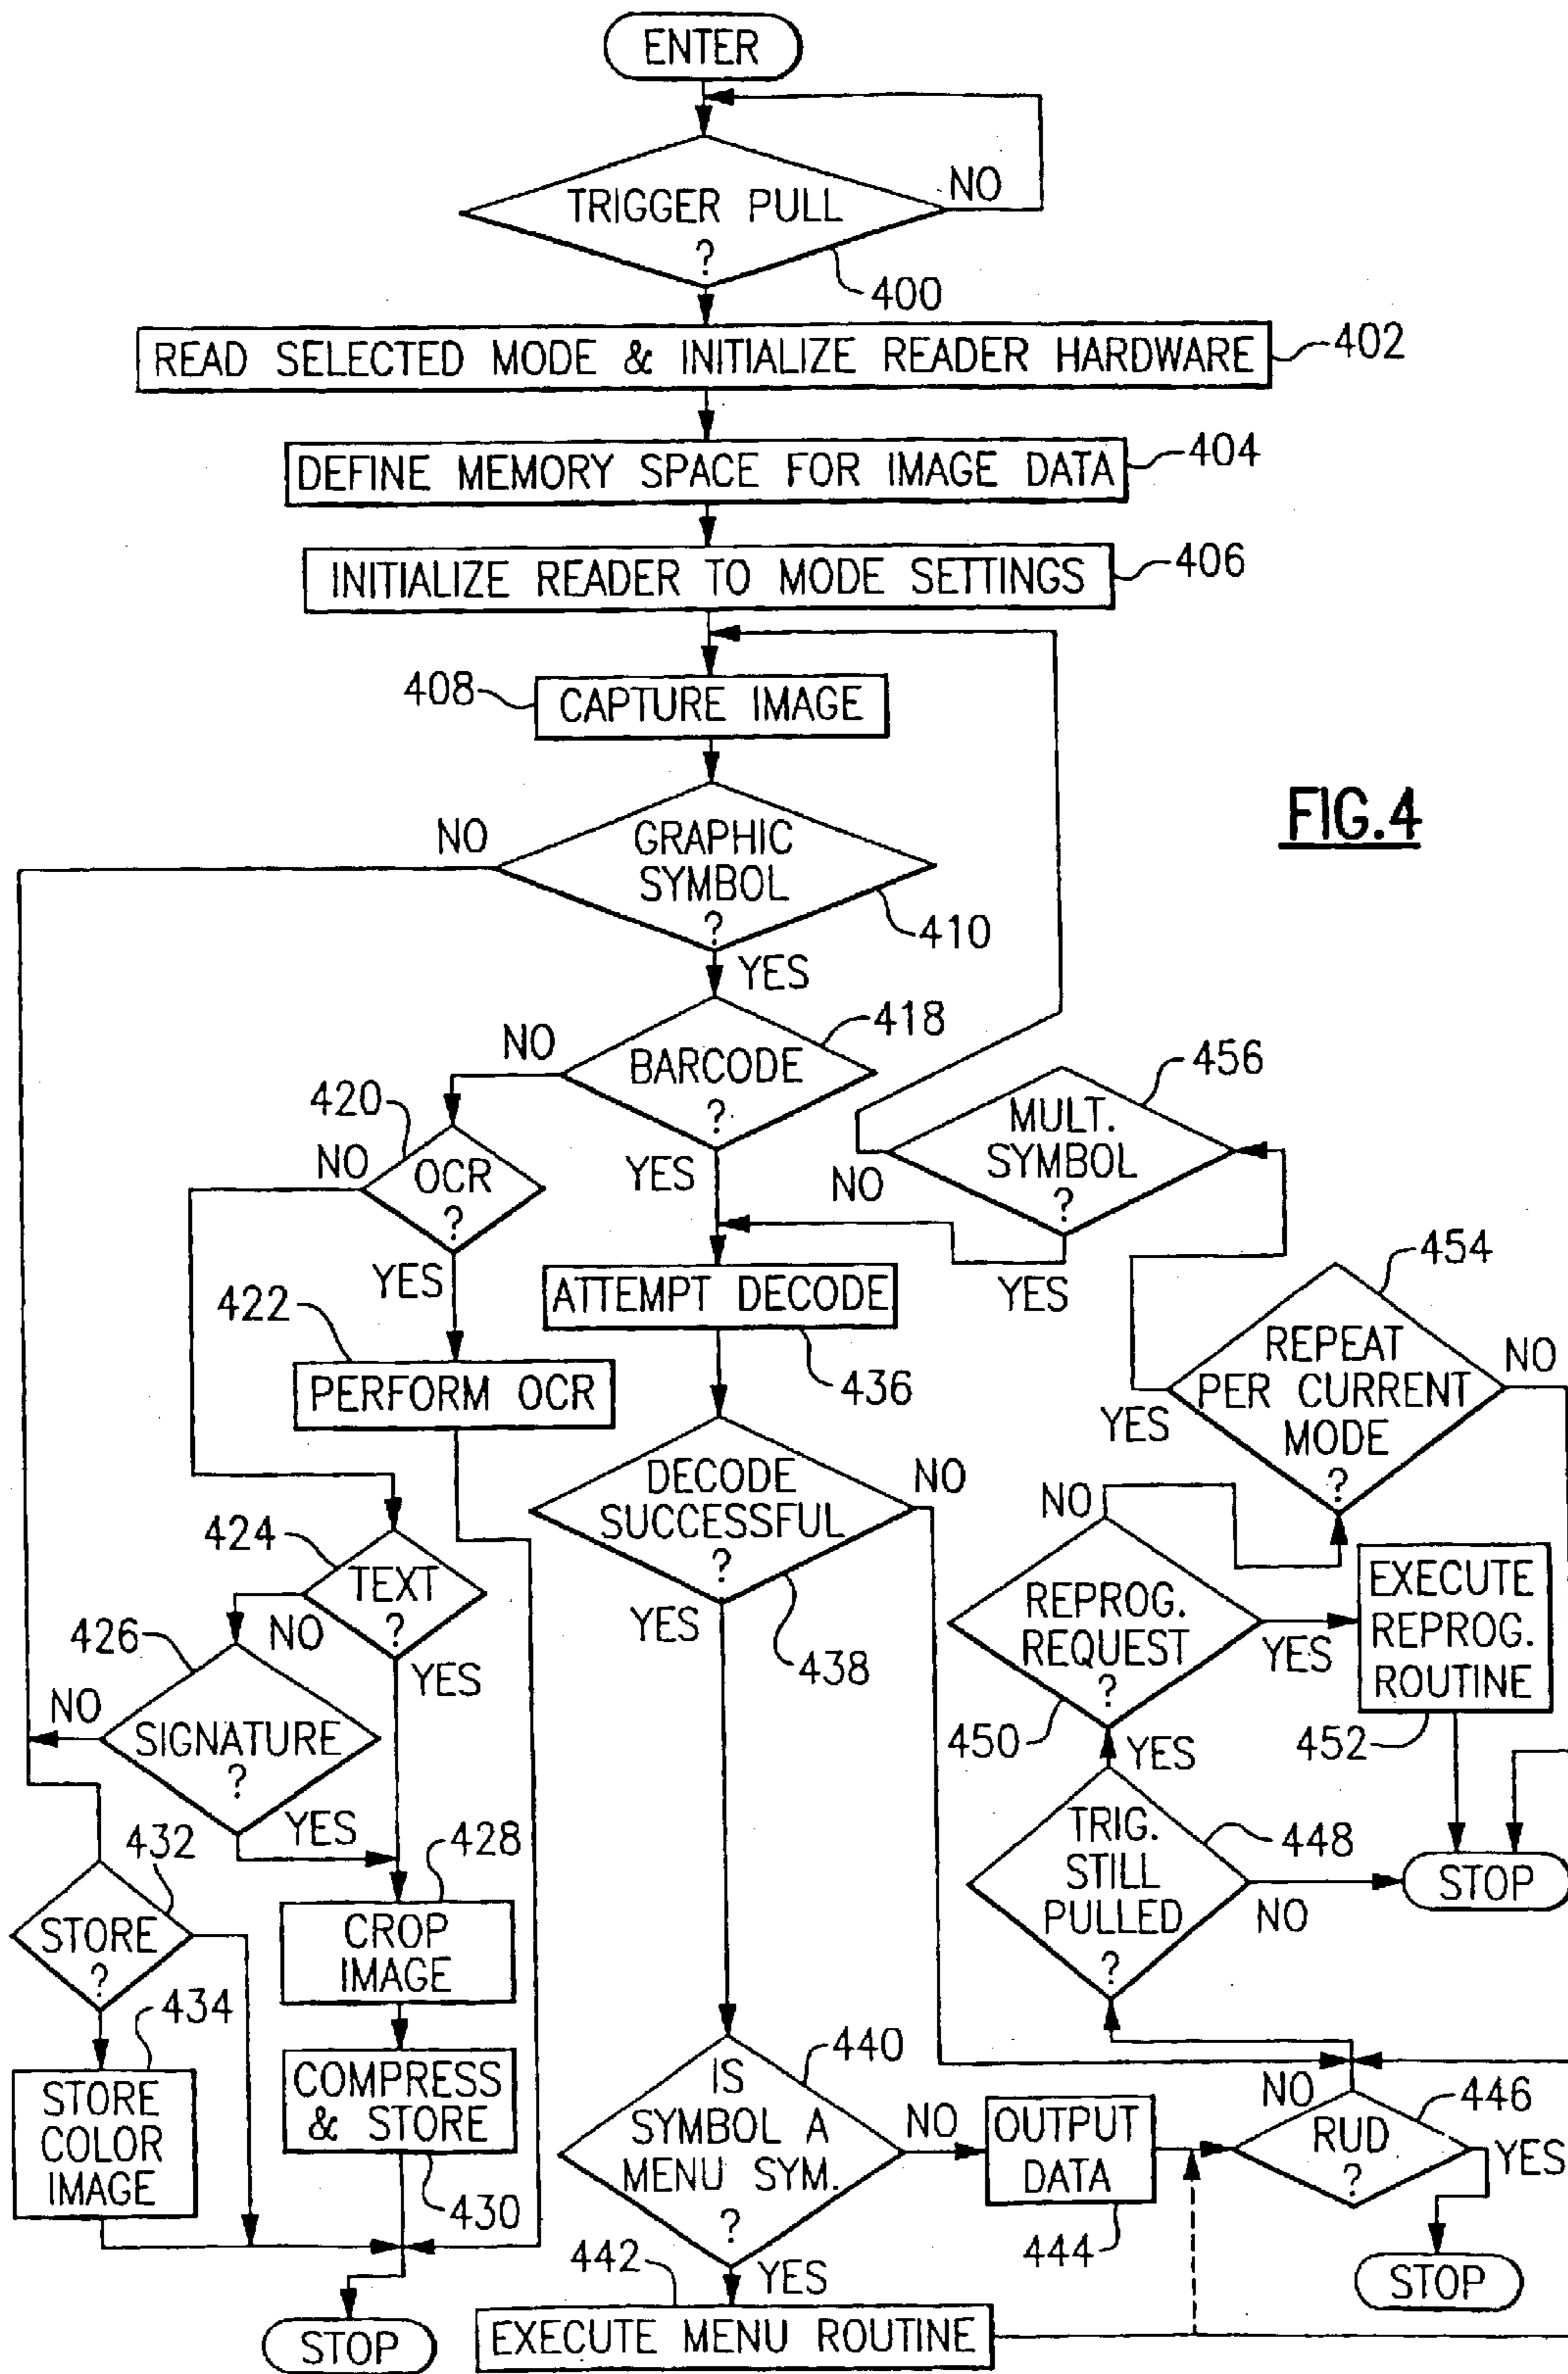 ENTER
TRIGGER PULL
?
NO
400
READ SELECTED MODE & INITIALIZE READER HARDWARE
402
DEFINE MEMORY SPACE FOR IMAGE DATA
404
INITIALIZE READER TO MODE SETTINGS
406
408
CAPTURE IMAGE
FIG.4
NO
GRAPHIC
SYMBOL
?
410
YES
NO
BARCODE
?
418
YES
420
NO
OCR
?
YES
422
PERFORM OCR
456
MULT.
SYMBOL
?
NO
YES
ATTEMPT DECODE
436
454
REPEAT
PER CURRENT
MODE
?
NO
YES
DECODE
SUCCESSFUL
?
NO
438
YES
424
TEXT
?
NO
YES
426
NO
SIGNATURE
?
YES
NO
REPROG.
REQUEST
?
450
YES
YES
EXECUTE
REPROG.
ROUTINE
452
432
STORE
?
428
CROP
IMAGE
TRIG.
STILL
PULLED
?
448
NO
STOP
434
STORE
COLOR
IMAGE
COMPRESS
& STORE
430
440
IS
SYMBOL A
MENU SYM.
?
NO
OUTPUT
DATA
444
NO
446
RUD
?
YES
STOP
442
YES
STOP
EXECUTE MENU ROUTINE